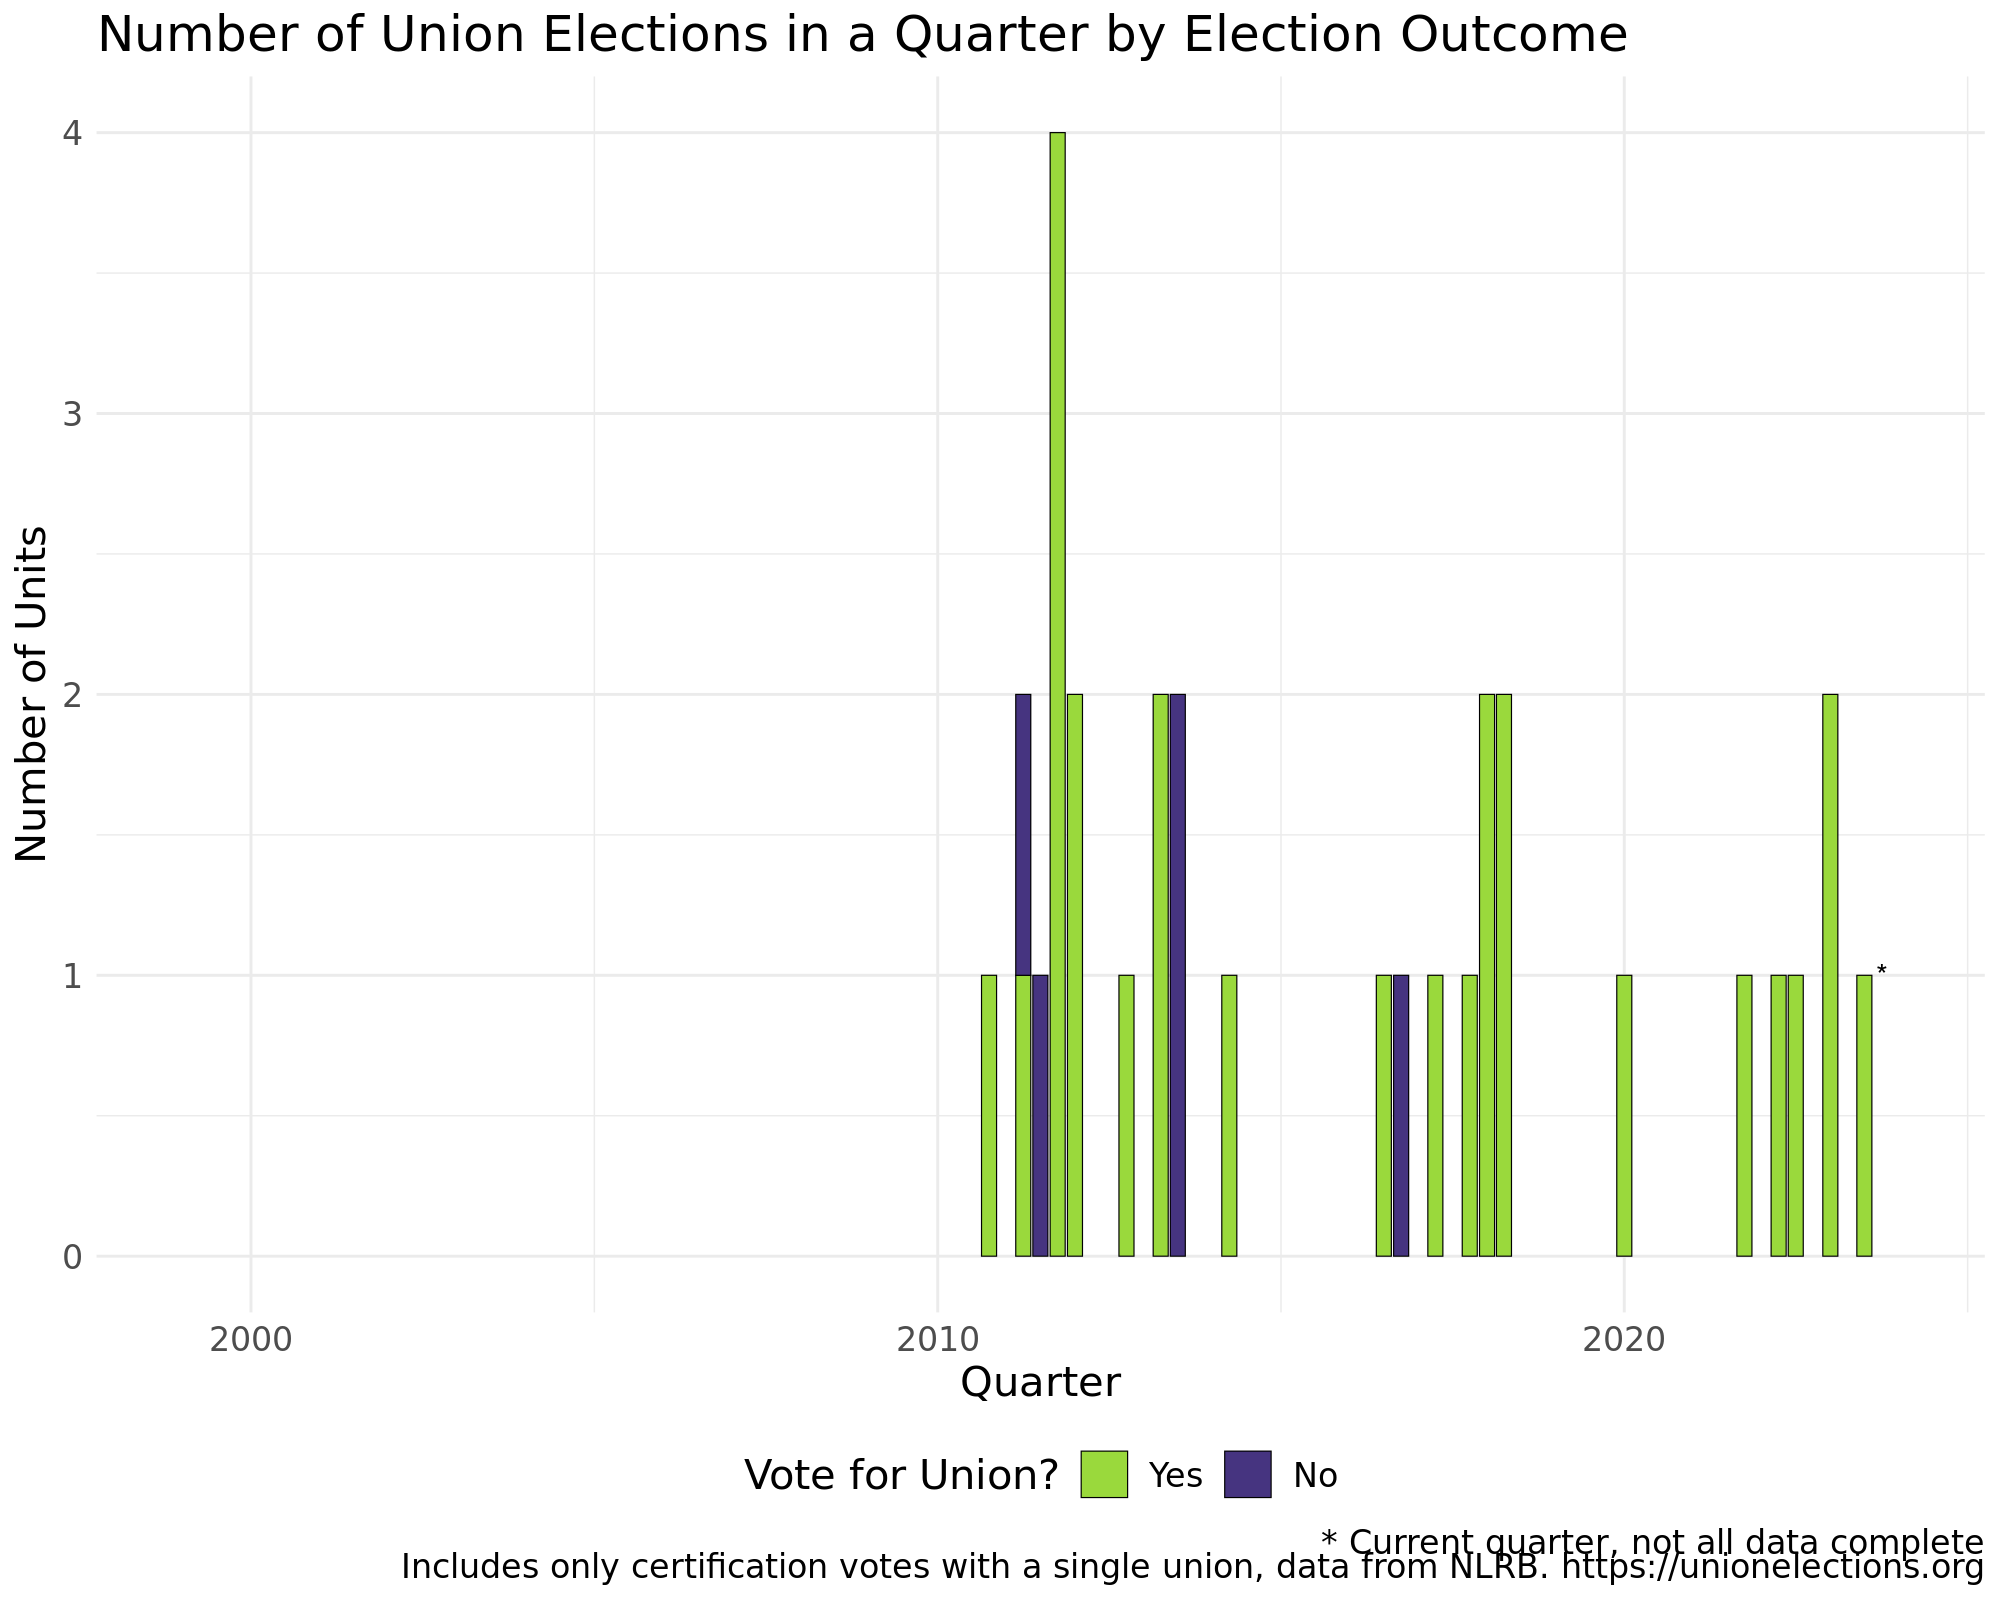 Number of Union Elections in a Quarter by Election Outcome
Number of Units
4
3
2
1
0
*
2000 2010 2020
Quarter
Vote for Union? Yes No
* Current quarter, not all data complete
Includes only certification votes with a single union, data from NLRB. https://unionelections.org